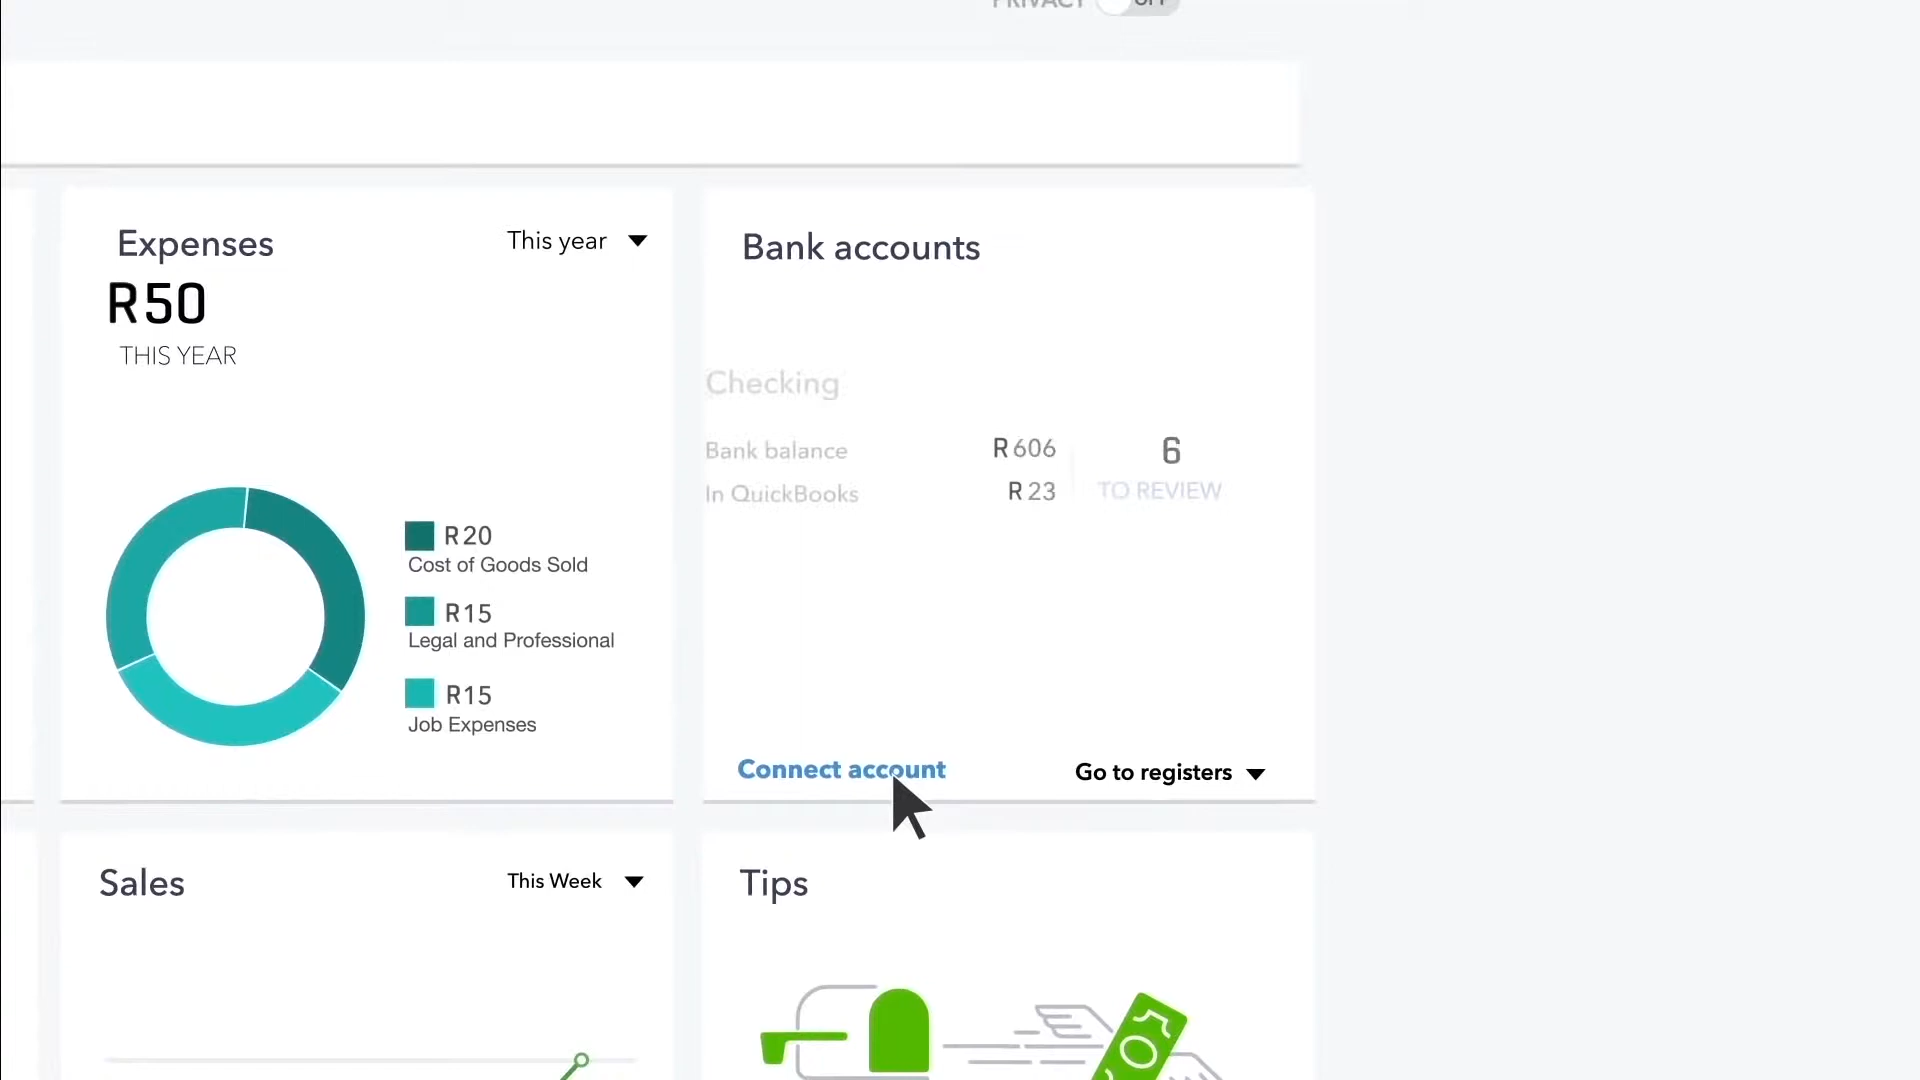 PRIVACY OFF
Expenses
This year
R50
THIS YEAR
R20
Cost of Goods Sold
R15
Legal and Professional
R15
Job Expenses
Bank accounts
Checking
Bank balance R606
In QuickBooks R23
6
TO REVIEW
Connect account
Go to registers
Sales
This Week
Tips